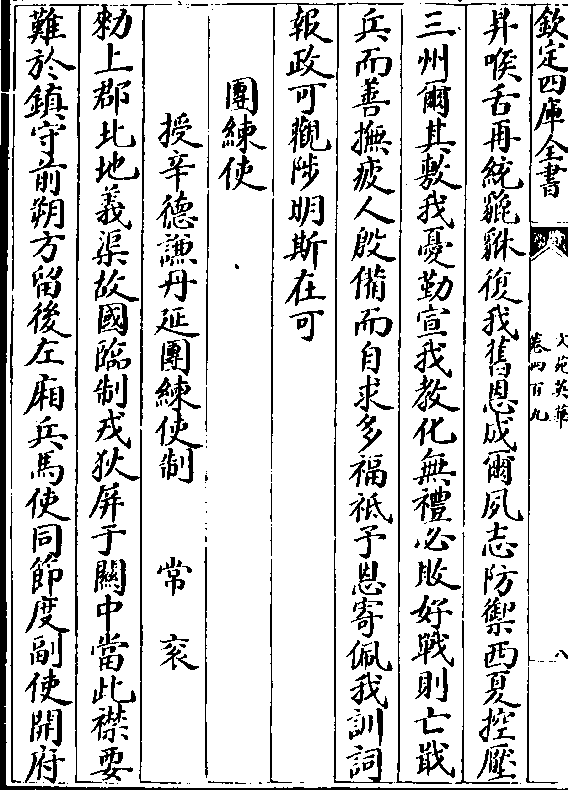 欽定四庫全書
文苑英華
卷四百九
八
昇喉舌再統貔貅復我舊恩成爾夙志防禦西夏控壓
三州爾其敷我憂勤宣我教化無禮必敗好戰則亡戢
兵而善撫疲人殷備而自求多福祗予恩寄佩我訓詞
報政可觀陟明斯在可
團練使
授辛德謙丹延團練使制 常衮
勑上郡北地義渠故國臨制戎狄屏于關中當此襟要
難於鎮守前朔方留後左廂兵馬使同節度副使開府